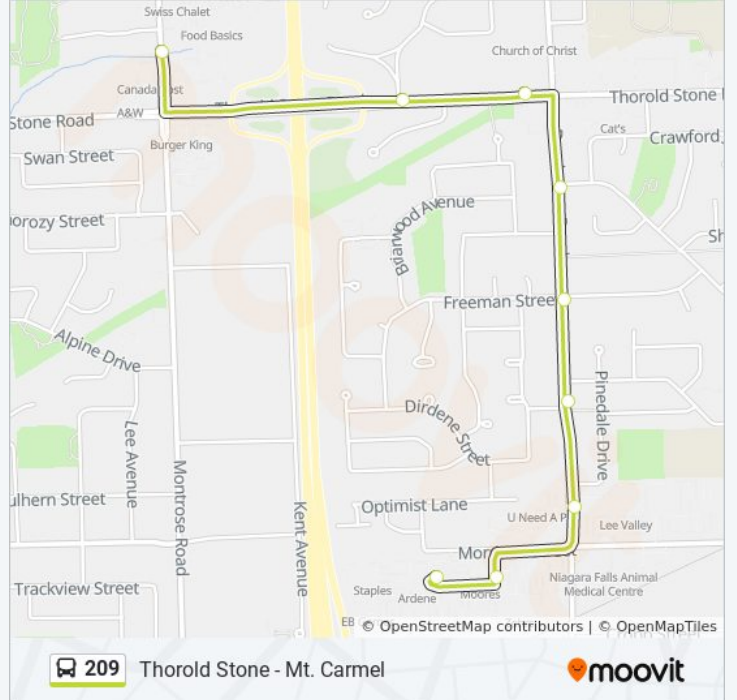 Swiss Chalet
Food Basics
Church of Christ
Canada
A&W
Thorold Stone
Stone Road
Burger King
Cat's
Crawford
Swan Street
orozy Street
Briarwood Avenue
Sh
Freeman Stree
Alpine Drive
Pinedale Drive
Dirdene Street
Lee Avenue
Montrose Road
Kent Avenue
ulhern Street
Optimist Lane
U Need A P
Lee Valley
Mor
Trackview Street
Staples
Ardene
Moores
Niagara Falls Animal
Medical Centre
EB
© OpenStreetMap contributors | © OpenMapTiles
209 Thorold Stone - Mt. Carmel
moovit